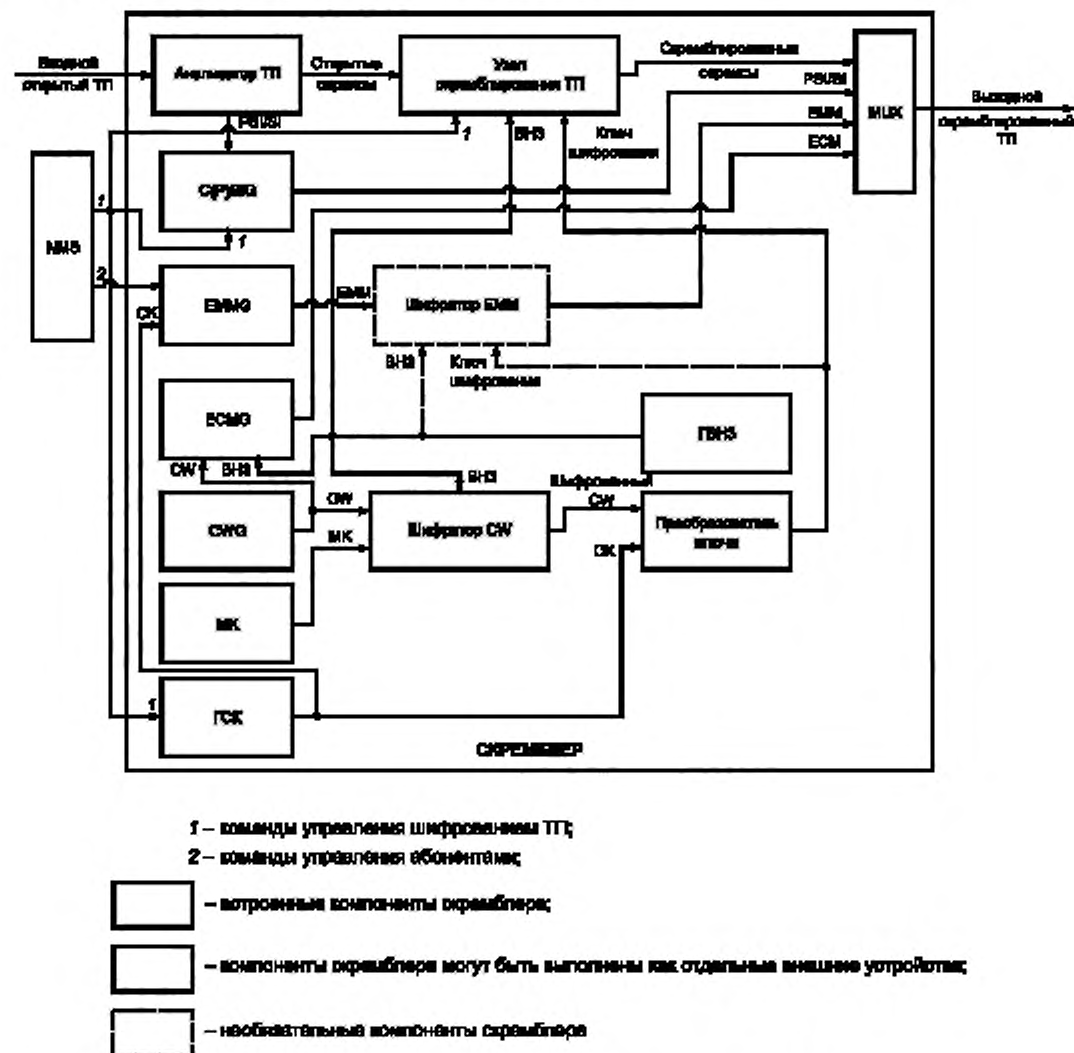 Входной
открытый ТП
Анализатор ТП
Открытые
сервисы
Узел
скремблирования ТП
Скремблированные
сервисы
PSI/SI
EMM
ECM
MUX
Выходной
скремблированный
ТП
PSI/SI
1
ВНЗ
Ключ
шифрования
NMS
1
2
C(P)SIG
1
СК
EMMG
EMM
Шифратор EMM
ВНЗ
Ключ
шифрования
ECMG
CW
ВНЗ
ГВНЗ
CWG
CW
МК
ВНЗ
Шифратор CW
Шифрованный
CW
СК
Преобразователь
ключа
МК
1
ГСК
СКРЕМБЛЕР
1 – команды управления шифрованием ТП;
2 – команды управления абонентами;
– встроенные компоненты скремблера;
– компоненты скремблера могут быть выполнены как отдельные внешние устройства;
– необязательные компоненты скремблера